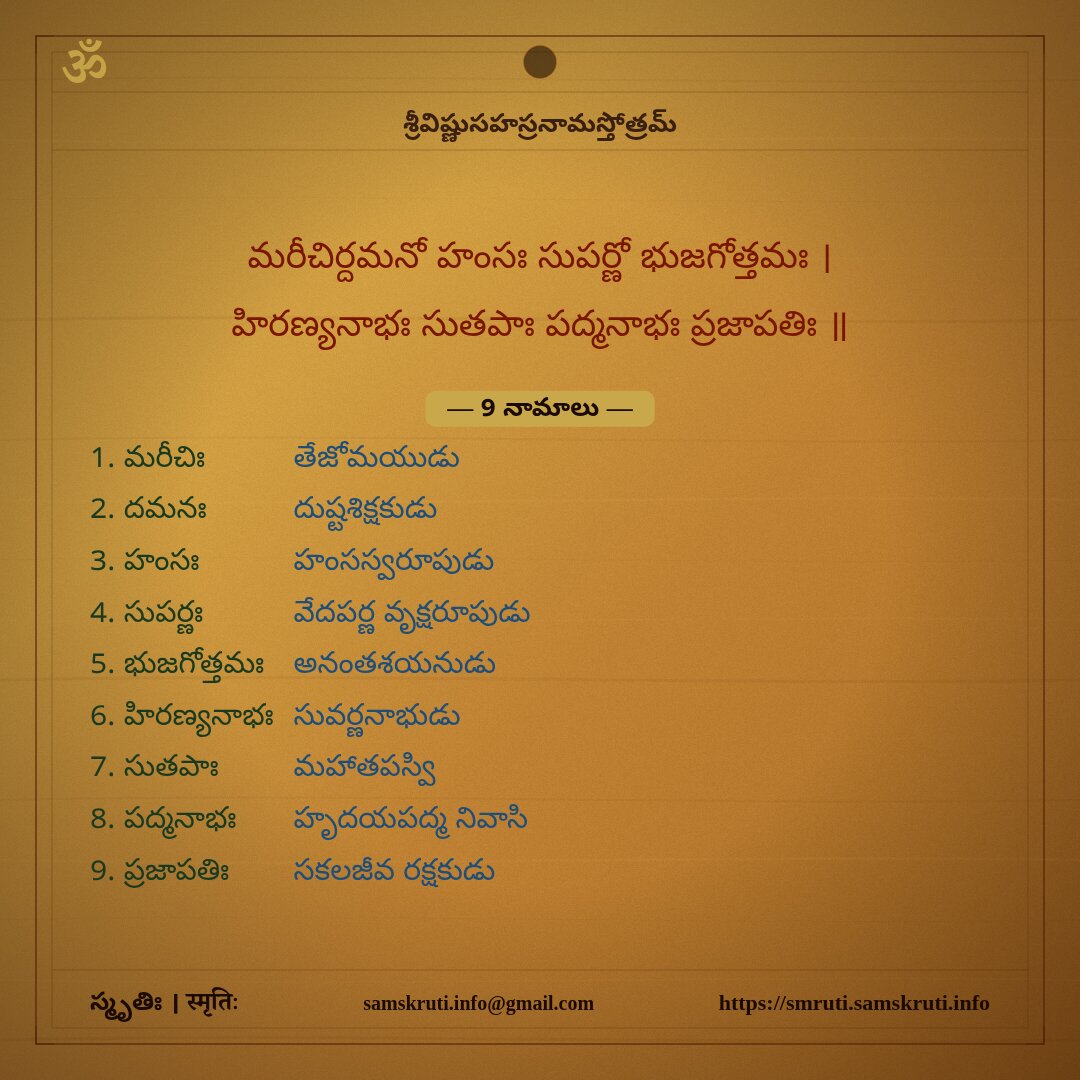 ॐ
శ్రీవిష్ణుసహస్రనామస్తోత్రమ్
మరీచిర్దమనో హంసః సుపర్ణో భుజగోత్తమః |
హిరణ్యనాభః సుతపాః పద్మనాభః ప్రజాపతిః ||
— 9 నామాలు —
1. మరీచిః తేజోమయుడు
2. దమనః దుష్టశిక్షకుడు
3. హంసః హంసస్వరూపుడు
4. సుపర్ణః వేదపర్ణ వృక్షరూపుడు
5. భుజగోత్తమః అనంతశయనుడు
6. హిరణ్యనాభః సువర్ణనాభుడు
7. సుతపాః మహాతపస్వి
8. పద్మనాభః హృదయపద్మ నివాసి
9. ప్రజాపతిః సకలజీవ రక్షకుడు
స్మృతిః | स्मृतिः samskruti.info@gmail.com https://smruti.samskruti.info